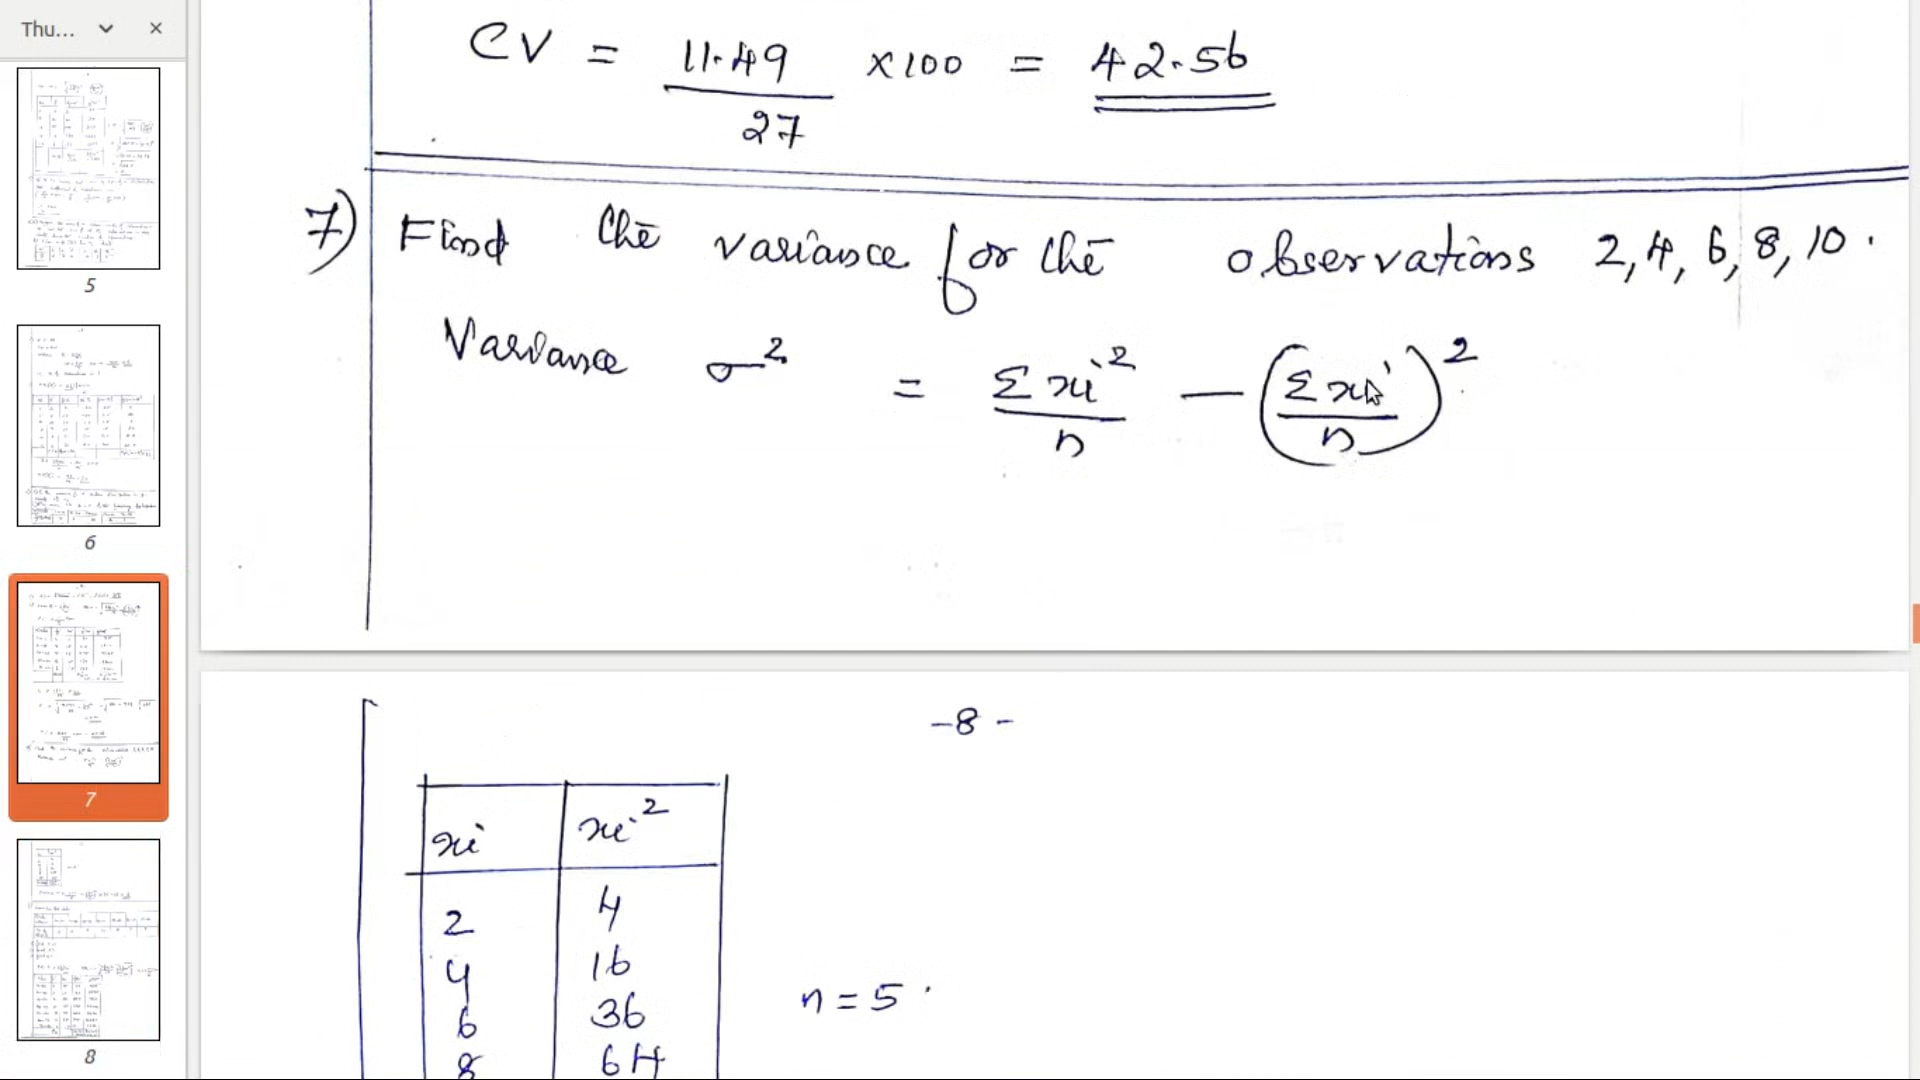 Thu...
5
6
7
8
CV = 11.49 / 27 × 100 = 42.56
7) Find the variance for the observations 2, 4, 6, 8, 10.
Variance σ² = Σxi² / n − (Σxi / n)²
-8-
xi xi²
2 4
4 16
6 36
n = 5
8 64